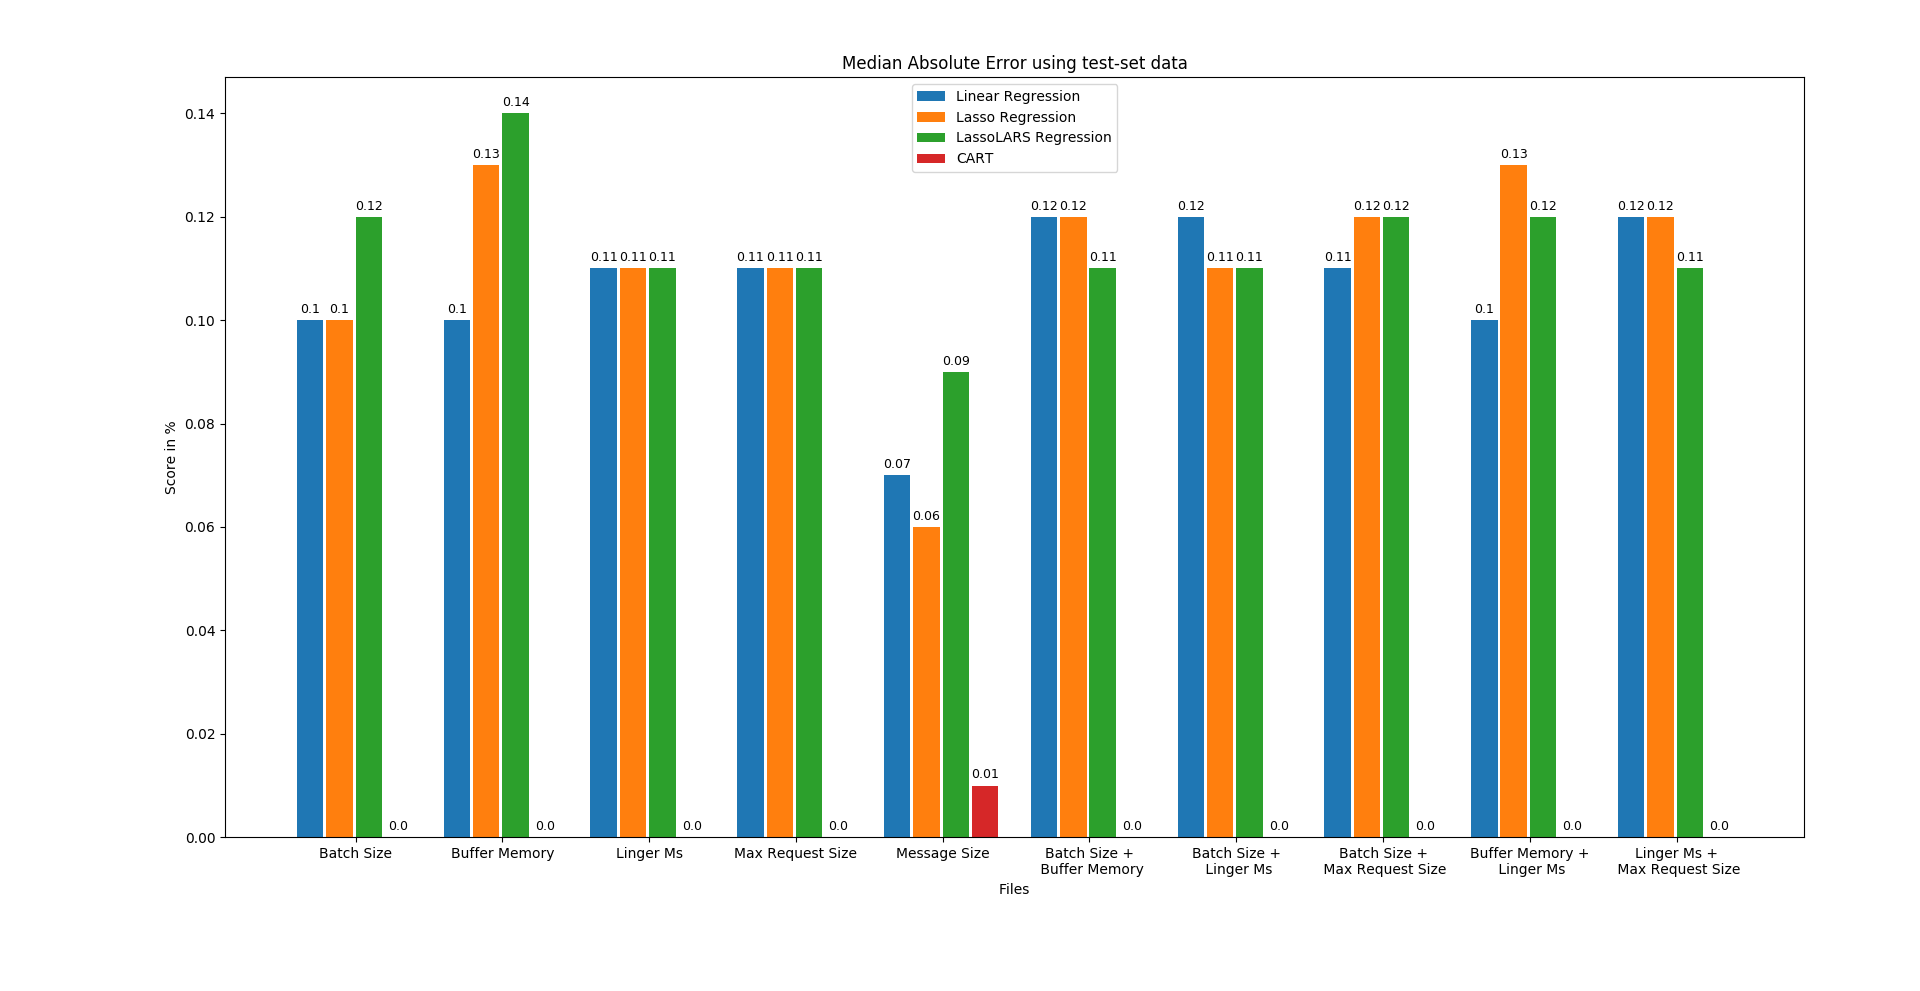 Median Absolute Error using test-set data
Linear Regression
Lasso Regression
LassoLARS Regression
CART
Score in %
0.14
0.12
0.10
0.08
0.06
0.04
0.02
0.00
0.1 0.1 0.12 0.0
0.1 0.13 0.14 0.0
0.11 0.11 0.11 0.0
0.11 0.11 0.11 0.0
0.07 0.06 0.09 0.01
0.12 0.12 0.11 0.0
0.12 0.11 0.11 0.0
0.11 0.12 0.12 0.0
0.1 0.13 0.12 0.0
0.12 0.12 0.11 0.0
Batch Size
Buffer Memory
Linger Ms
Max Request Size
Message Size
Batch Size +
Buffer Memory
Batch Size +
Linger Ms
Batch Size +
Max Request Size
Buffer Memory +
Linger Ms
Linger Ms +
Max Request Size
Files